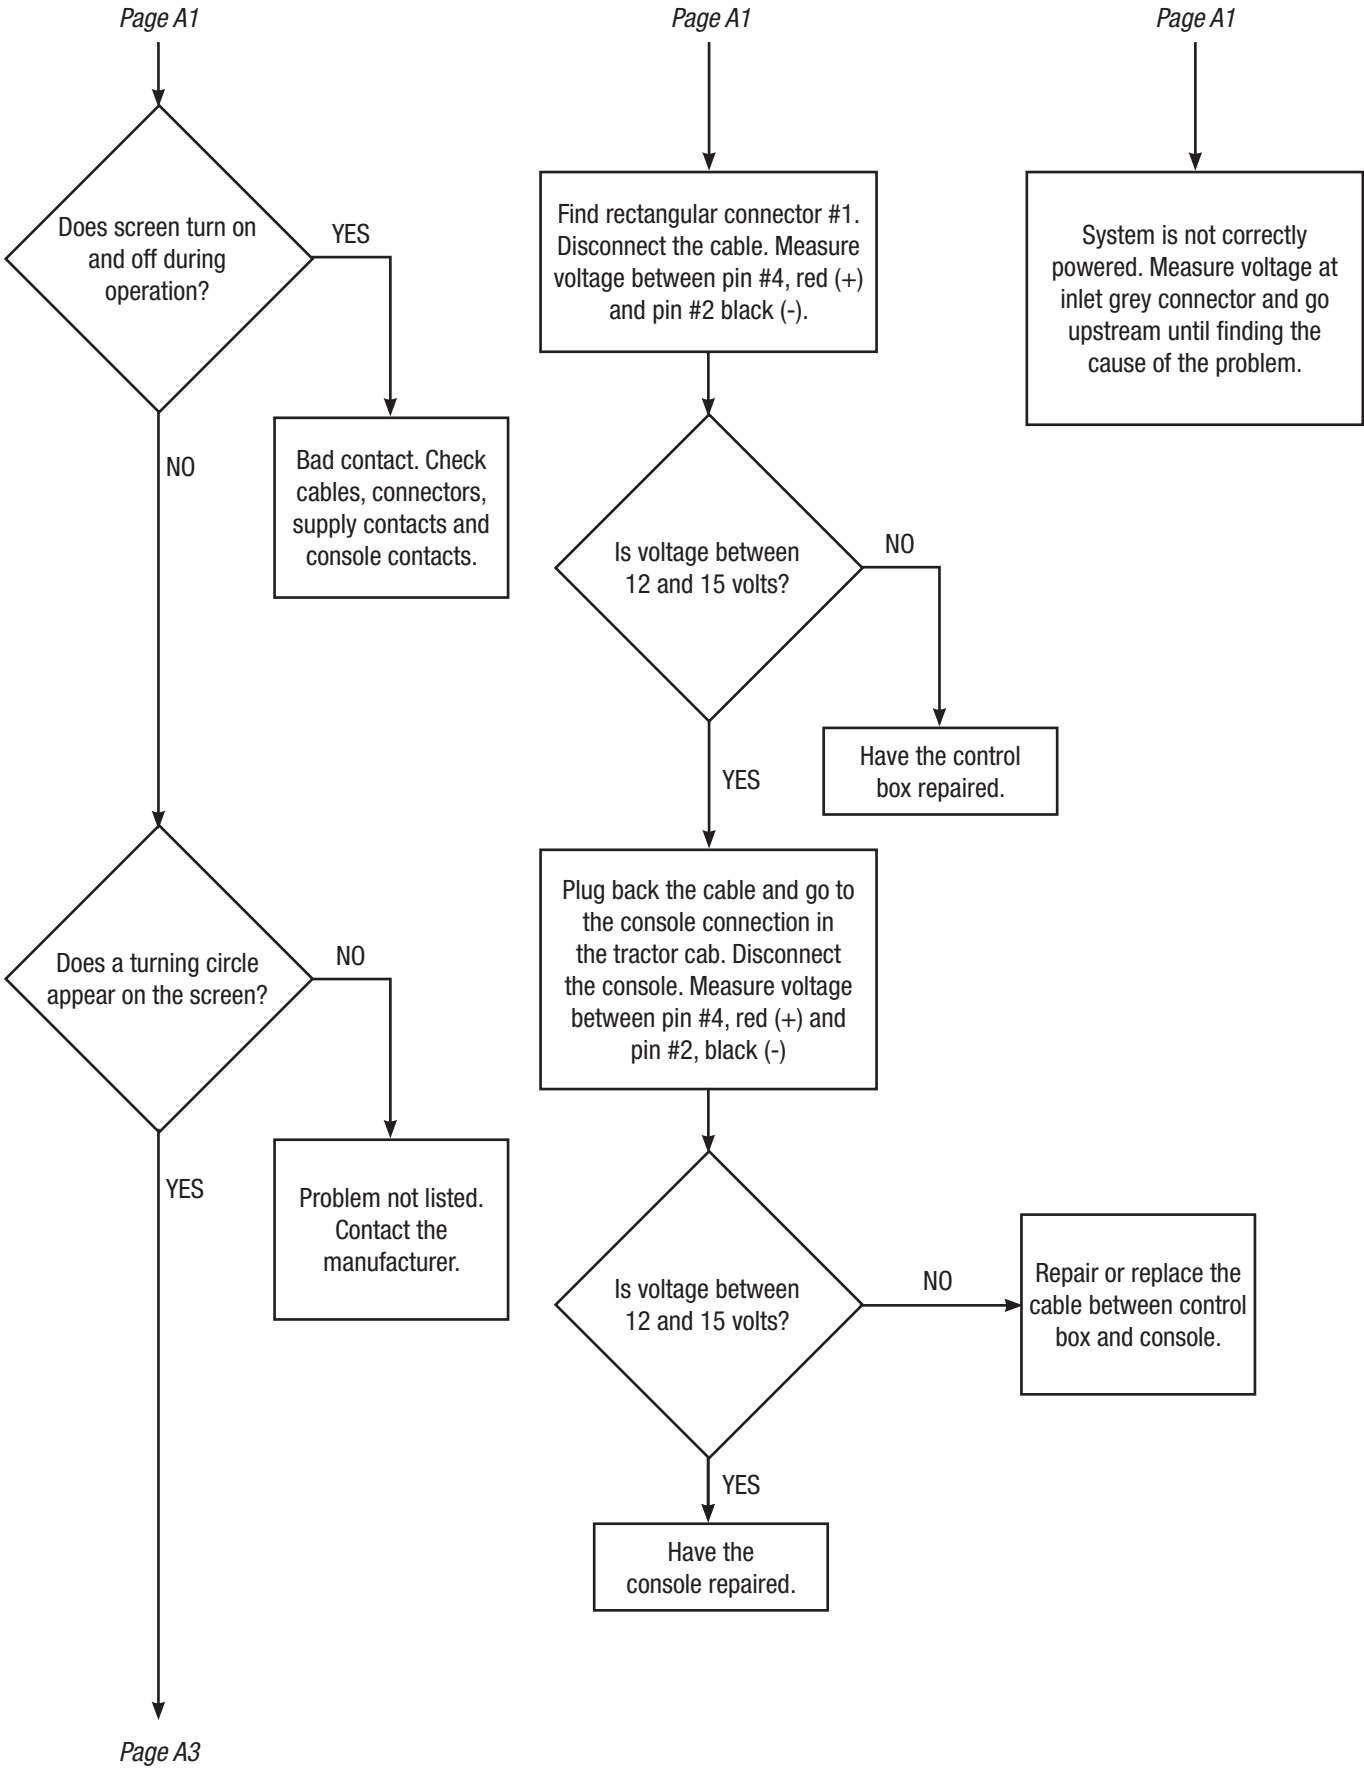 Page A1
Page A1
Page A1
Does screen turn on
and off during
operation?
YES
NO
Bad contact. Check
cables, connectors,
supply contacts and
console contacts.
Does a turning circle
appear on the screen?
NO
YES
Problem not listed.
Contact the
manufacturer.
Page A3
Find rectangular connector #1.
Disconnect the cable. Measure
voltage between pin #4, red (+)
and pin #2 black (-).
Is voltage between
12 and 15 volts?
NO
YES
Have the control
box repaired.
Plug back the cable and go to
the console connection in
the tractor cab. Disconnect
the console. Measure voltage
between pin #4, red (+) and
pin #2, black (-)
Is voltage between
12 and 15 volts?
NO
YES
Repair or replace the
cable between control
box and console.
Have the
console repaired.
System is not correctly
powered. Measure voltage at
inlet grey connector and go
upstream until finding the
cause of the problem.